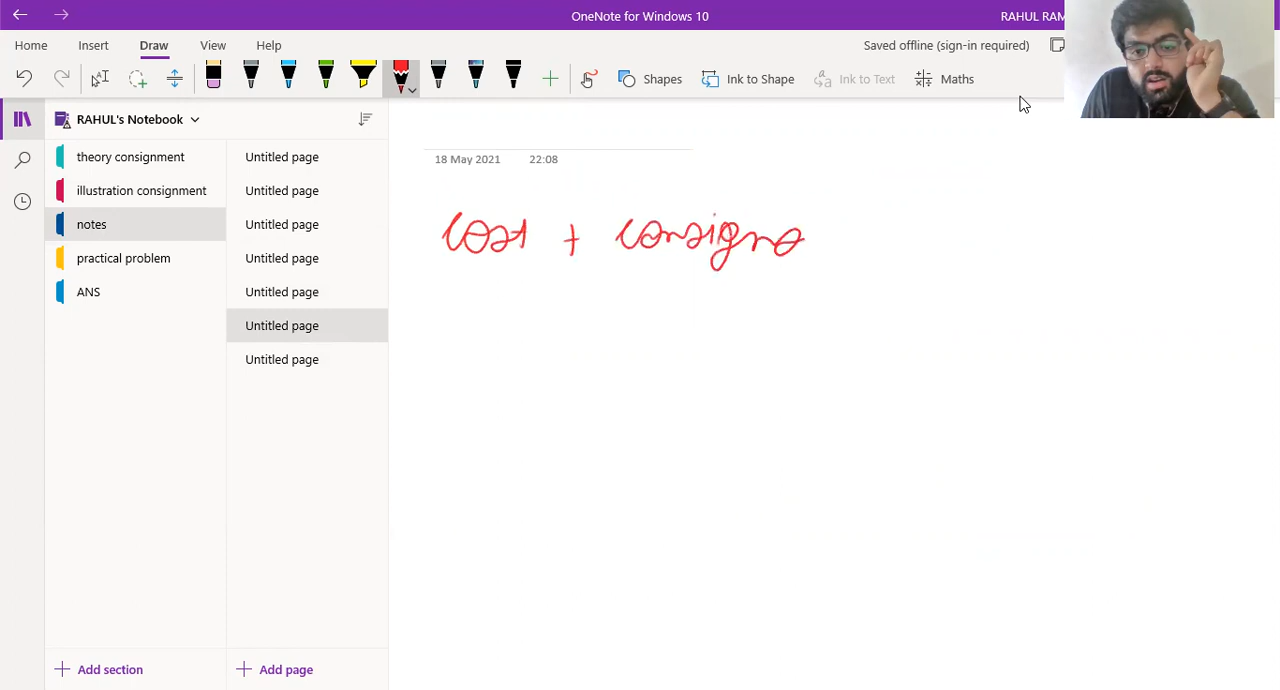 OneNote for Windows 10
RAHUL RAM
Home Insert Draw View Help
Saved offline (sign-in required)
Shapes Ink to Shape Ink to Text Maths
RAHUL's Notebook
theory consignment
illustration consignment
notes
practical problem
ANS
Untitled page
Untitled page
Untitled page
Untitled page
Untitled page
Untitled page
Untitled page
18 May 2021 22:08
Cost + Consigno
Add section
Add page